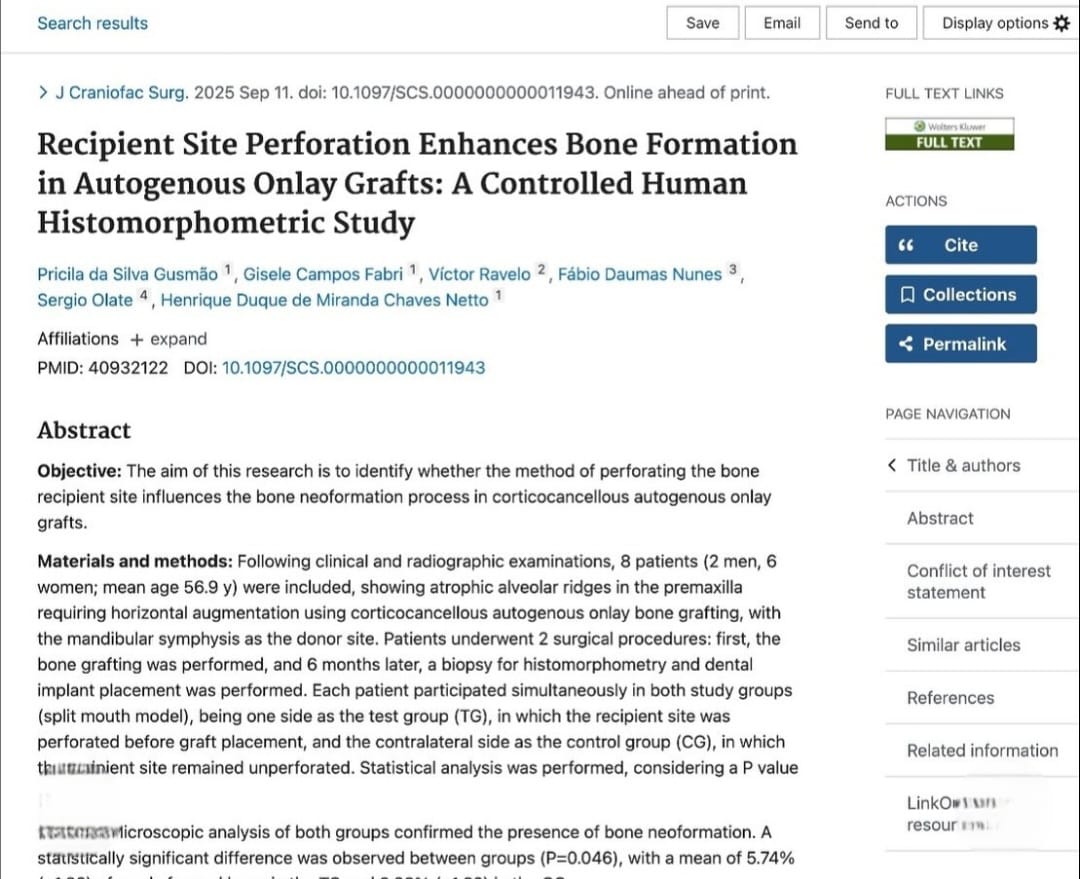 Search results
Save
Email
Send to
Display options
J Craniofac Surg. 2025 Sep 11. doi: 10.1097/SCS.0000000000011943. Online ahead of print.
Recipient Site Perforation Enhances Bone Formation
in Autogenous Onlay Grafts: A Controlled Human
Histomorphometric Study
Pricila da Silva Gusmão 1, Gisele Campos Fabri 1, Víctor Ravelo 2, Fábio Daumas Nunes 3,
Sergio Olate 4, Henrique Duque de Miranda Chaves Netto 1
Affiliations + expand
PMID: 40932122 DOI: 10.1097/SCS.0000000000011943
Abstract
Objective: The aim of this research is to identify whether the method of perforating the bone
recipient site influences the bone neoformation process in corticocancellous autogenous onlay
grafts.
Materials and methods: Following clinical and radiographic examinations, 8 patients (2 men, 6
women; mean age 56.9 y) were included, showing atrophic alveolar ridges in the premaxilla
requiring horizontal augmentation using corticocancellous autogenous onlay bone grafting, with
the mandibular symphysis as the donor site. Patients underwent 2 surgical procedures: first, the
bone grafting was performed, and 6 months later, a biopsy for histomorphometry and dental
implant placement was performed. Each patient participated simultaneously in both study groups
(split mouth model), being one side as the test group (TG), in which the recipient site was
perforated before graft placement, and the contralateral side as the control group (CG), in which
site remained unperforated. Statistical analysis was performed, considering a P value
Microscopic analysis of both groups confirmed the presence of bone neoformation. A
statistically significant difference was observed between groups (P=0.046), with a mean of 5.74%
FULL TEXT LINKS
Wolters Kluwer
FULL TEXT
ACTIONS
Cite
Collections
Permalink
PAGE NAVIGATION
Title & authors
Abstract
Conflict of interest
statement
Similar articles
References
Related information